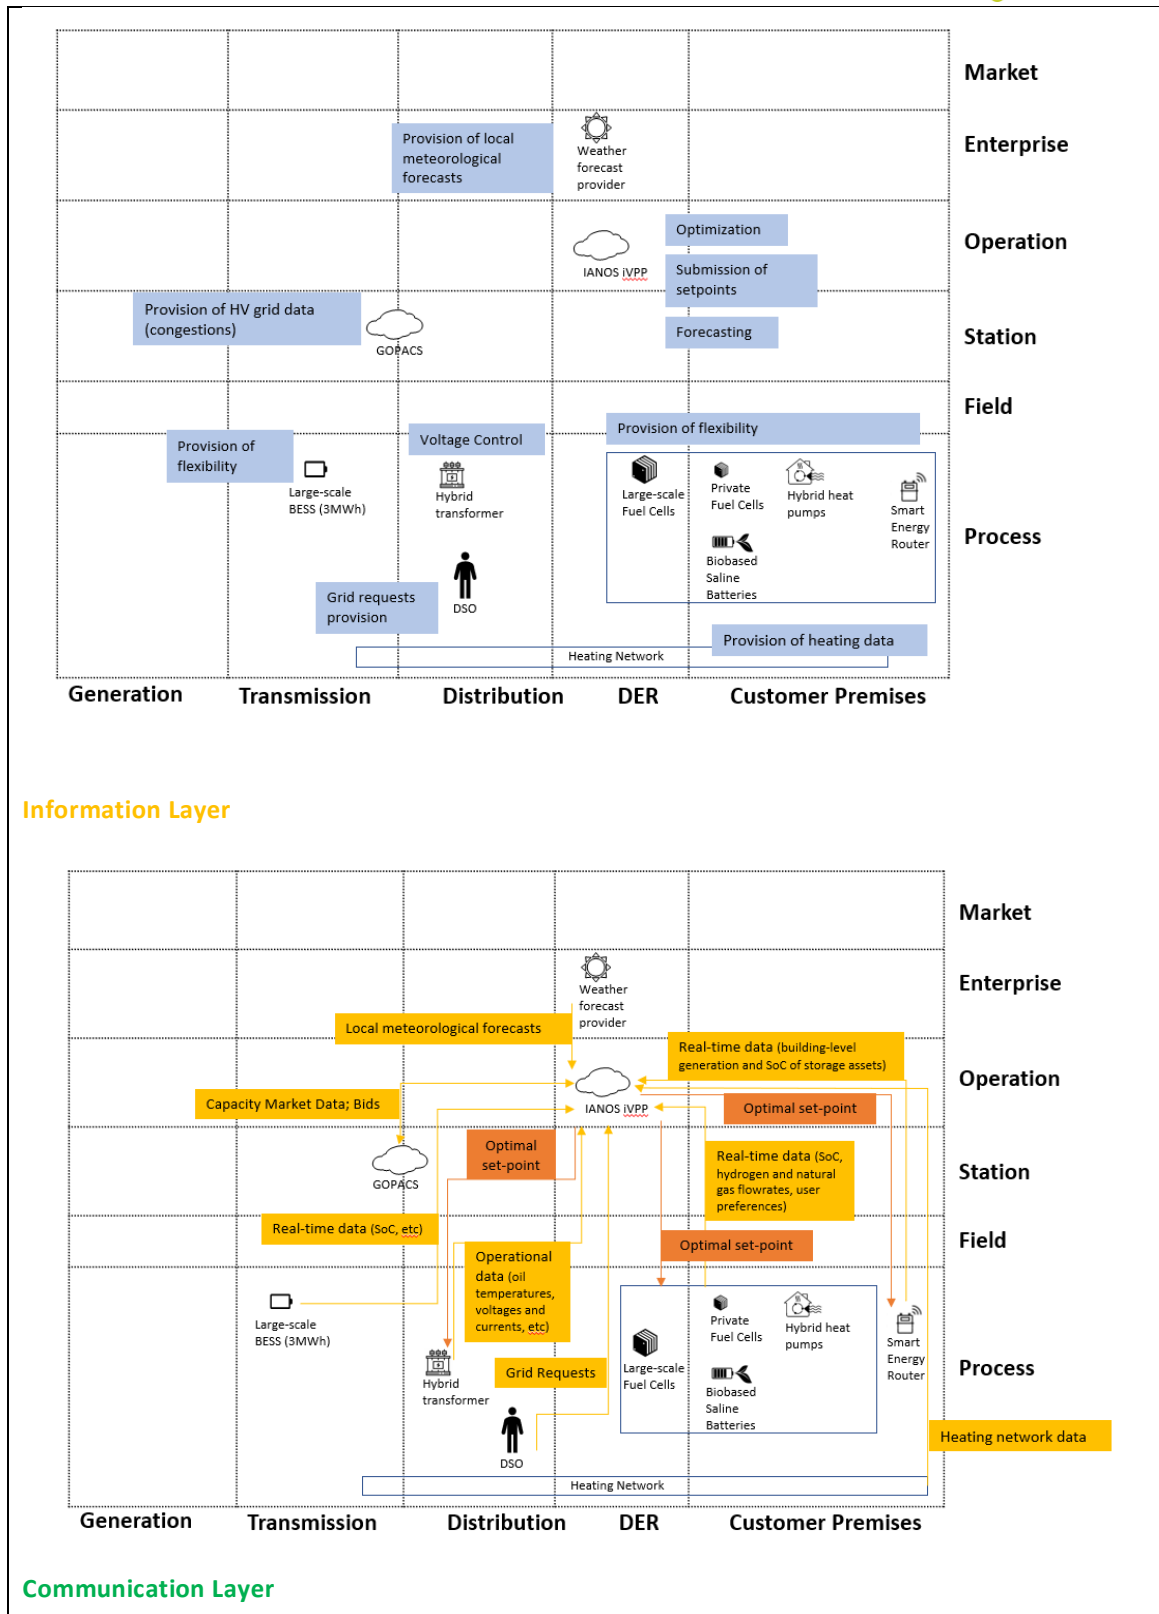 Market
Provision of local
meteorological
forecasts
Weather
forecast
provider
Enterprise
Optimization
Operation
IANOS iVPP
Submission of
setpoints
Provision of HV grid data
(congestions)
GOPACS
Forecasting
Station
Field
Provision of flexibility
Voltage Control
Provision of
flexibility
Large-scale
BESS (3MWh)
Hybrid
transformer
Large-scale
Fuel Cells
Private
Fuel Cells
Hybrid heat
pumps
Smart
Energy
Router
Process
Biobased
Saline
Batteries
DSO
Grid requests
provision
Provision of heating data
Heating Network
Generation
Transmission
Distribution
DER
Customer Premises
Information Layer
Market
Weather
forecast
provider
Enterprise
Local meteorological forecasts
Real-time data (building-level
generation and SoC of storage assets)
Operation
IANOS iVPP
Capacity Market Data; Bids
Optimal set-point
Optimal
set-point
Real-time data (SoC,
hydrogen and natural
gas flowrates, user
preferences)
Station
GOPACS
Real-time data (SoC, etc)
Field
Optimal set-point
Operational
data (oil
temperatures,
voltages and
currents, etc)
Large-scale
BESS (3MWh)
Private
Fuel Cells
Hybrid heat
pumps
Smart
Energy
Router
Hybrid
transformer
Grid Requests
Large-scale
Fuel Cells
Process
Biobased
Saline
Batteries
DSO
Heating network data
Heating Network
Generation
Transmission
Distribution
DER
Customer Premises
Communication Layer